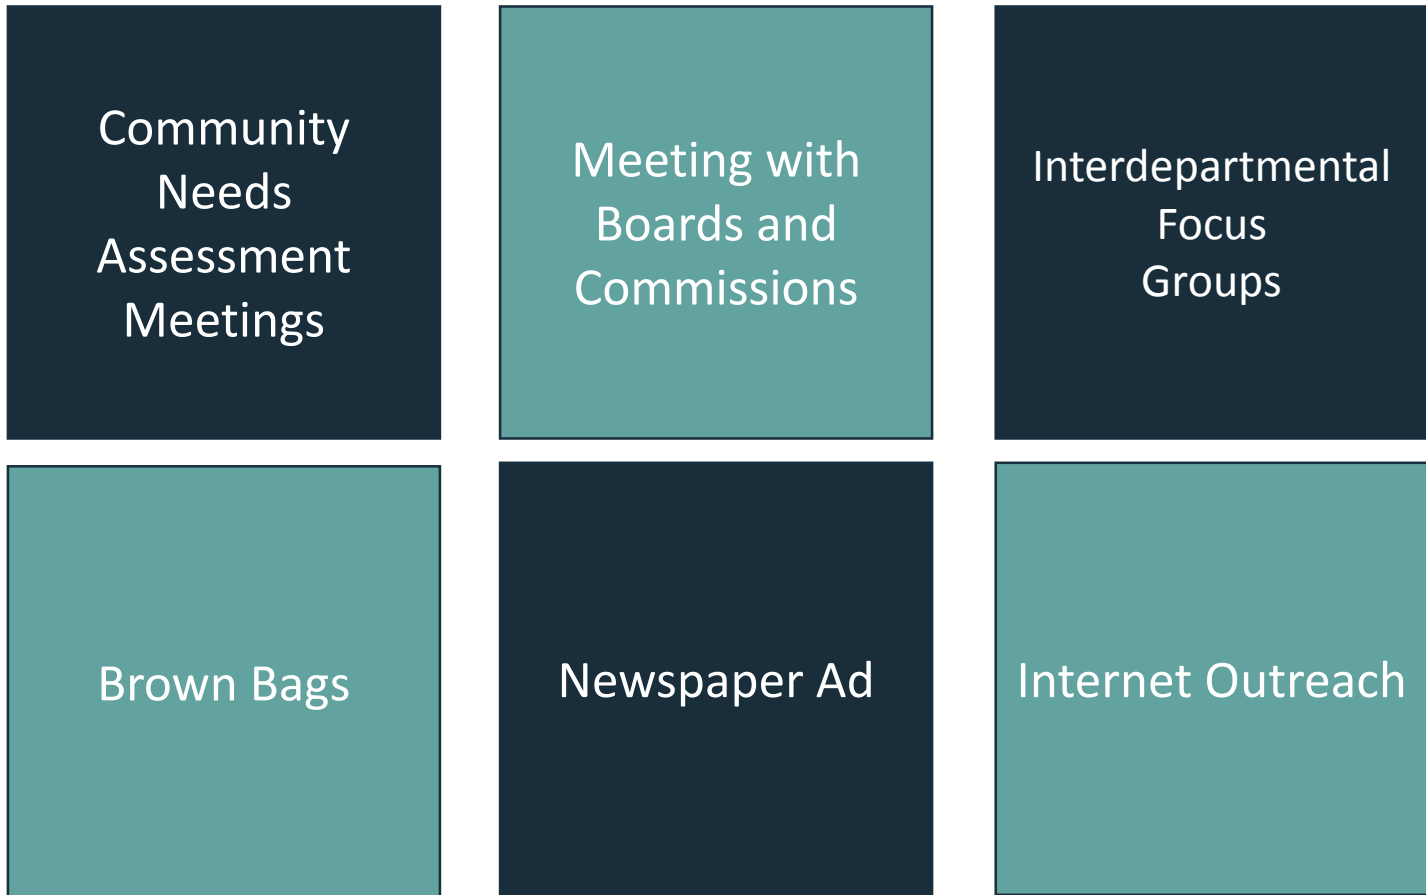 Community
Needs
Assessment
Meetings
Meeting with
Boards and
Commissions
Interdepartmental
Focus
Groups
Brown Bags
Newspaper Ad
Internet Outreach